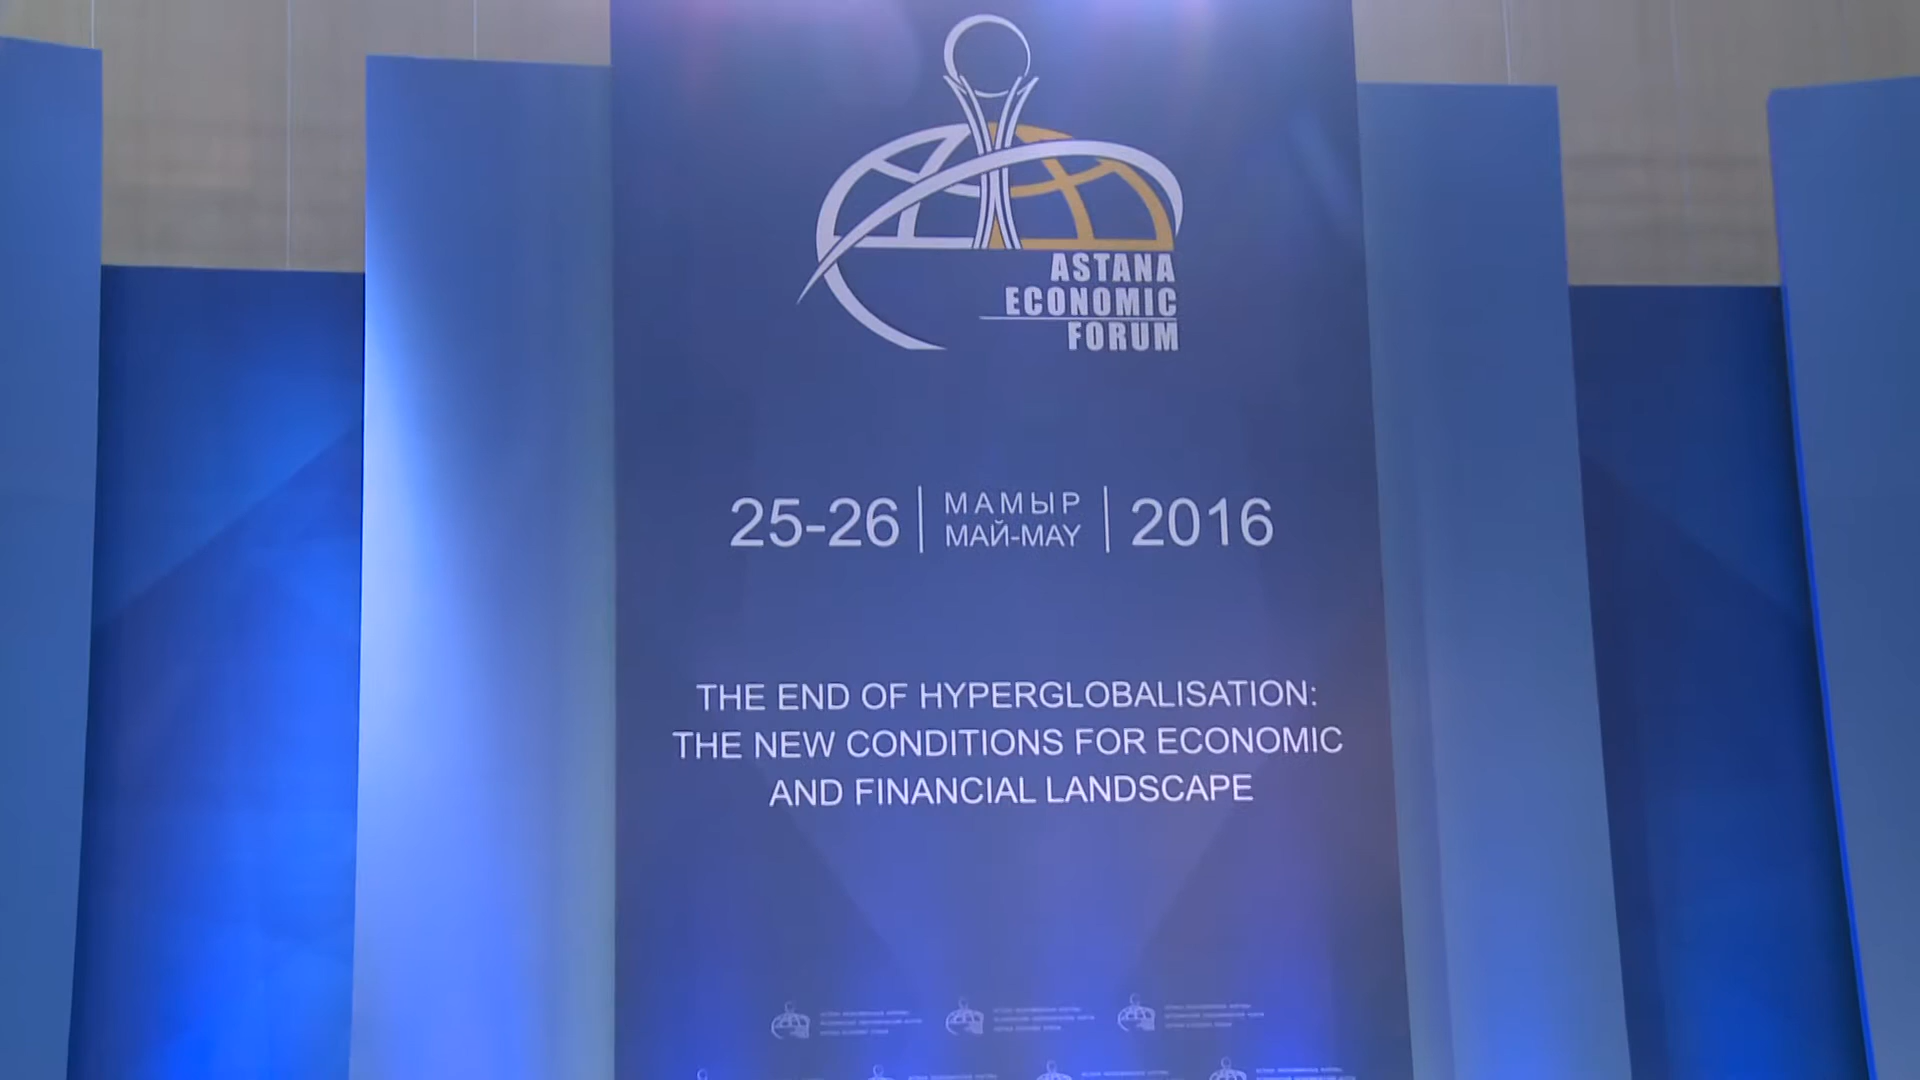 ASTANA
ECONOMIC
FORUM
25-26 | МАМЫР | 2016
МАЙ-MAY
THE END OF HYPERGLOBALISATION:
THE NEW CONDITIONS FOR ECONOMIC
AND FINANCIAL LANDSCAPE